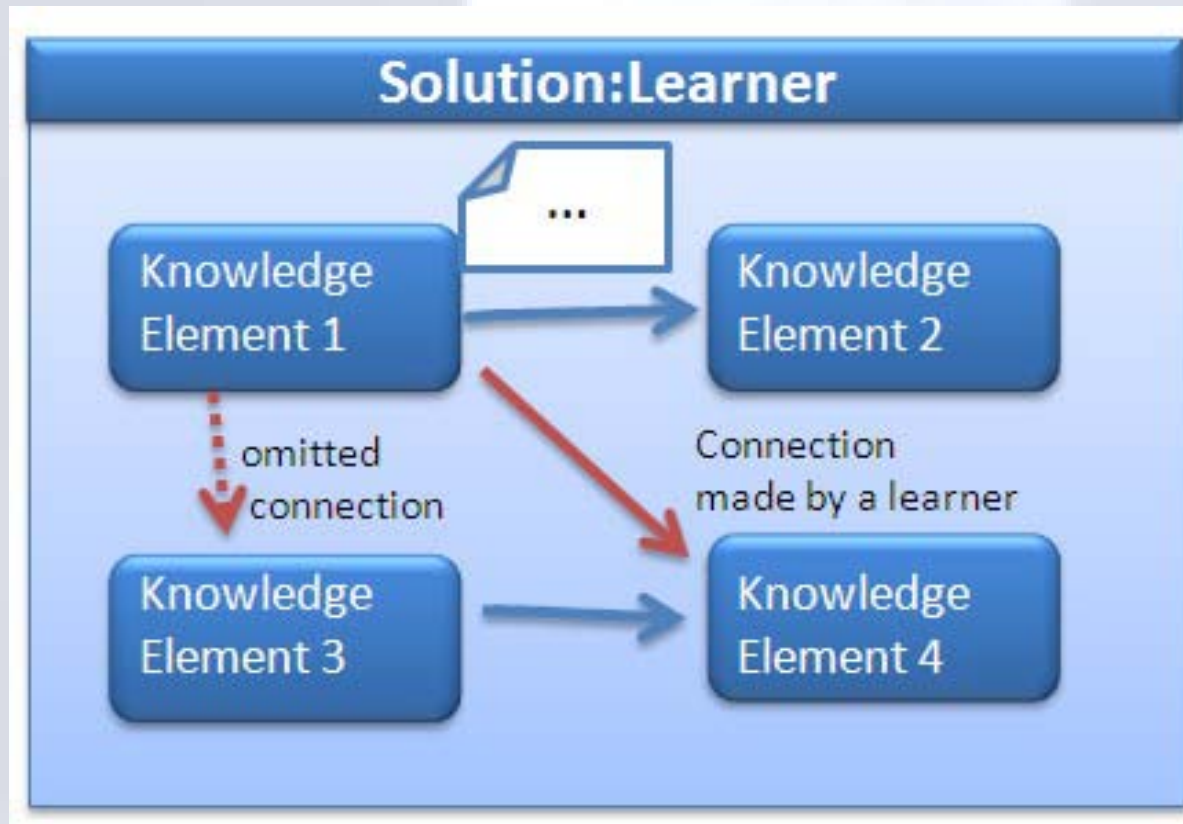 Solution:Learner
...
Knowledge
Element 1
Knowledge
Element 2
omitted
connection
Connection
made by a learner
Knowledge
Element 3
Knowledge
Element 4